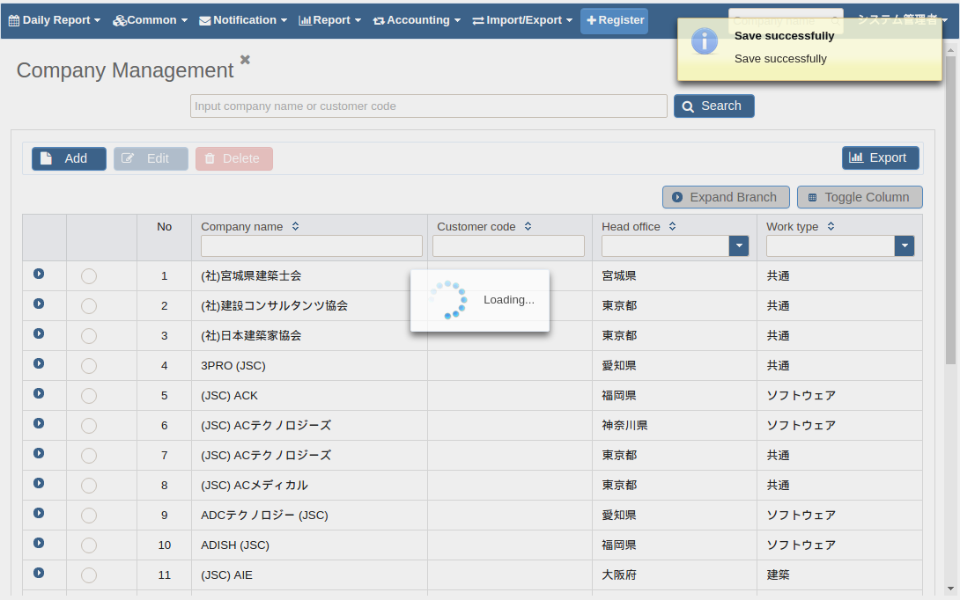 Daily Report Common Notification Report Accounting Import/Export Register システム管理者
Save successfully
Save successfully
Company Management
Input company name or customer code Search
Add Edit Delete Export
Expand Branch Toggle Column
No Company name Customer code Head office Work type
1 (社)宮城県建築士会 宮城県 共通
Loading...
2 (社)建設コンサルタンツ協会 東京都 共通
3 (社)日本建築家協会 東京都 共通
4 3PRO (JSC) 愛知県 共通
5 (JSC) ACK 福岡県 ソフトウェア
6 (JSC) ACテクノロジーズ 神奈川県 ソフトウェア
7 (JSC) ACテクノロジーズ 東京都 共通
8 (JSC) ACメディカル 東京都 共通
9 ADCテクノロジー (JSC) 愛知県 ソフトウェア
10 ADISH (JSC) 福岡県 ソフトウェア
11 (JSC) AIE 大阪府 建築